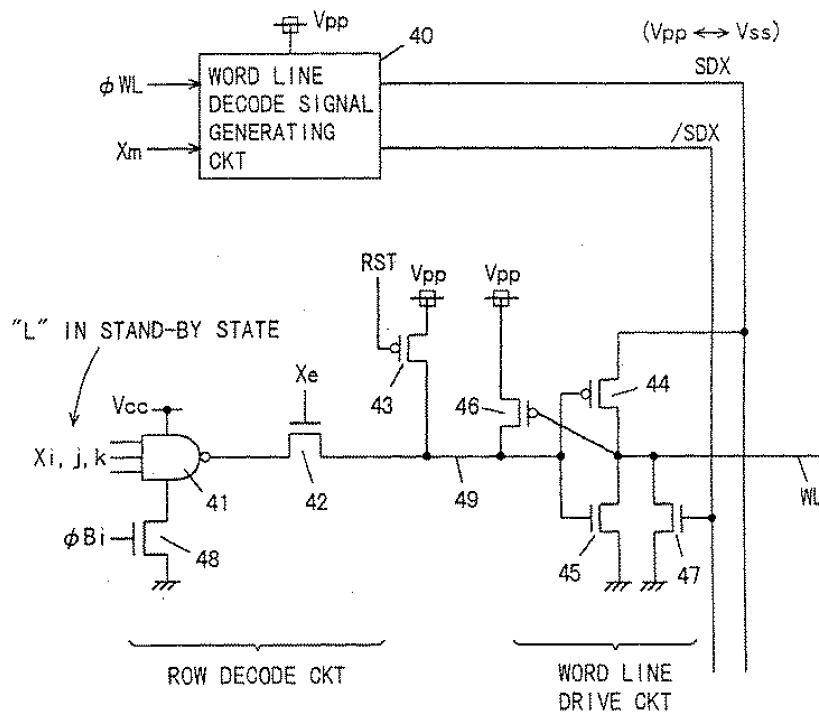 Vpp
40
(Vpp ↔ Vss)
φWL
WORD LINE
DECODE SIGNAL
GENERATING
CKT
SDX
Xm
/SDX
RST
Vpp
Vpp
"L" IN STAND-BY STATE
Xe
43
46
44
Vcc
Xi, j, k
41
42
49
WL
φBi
48
45
47
ROW DECODE CKT
WORD LINE
DRIVE CKT